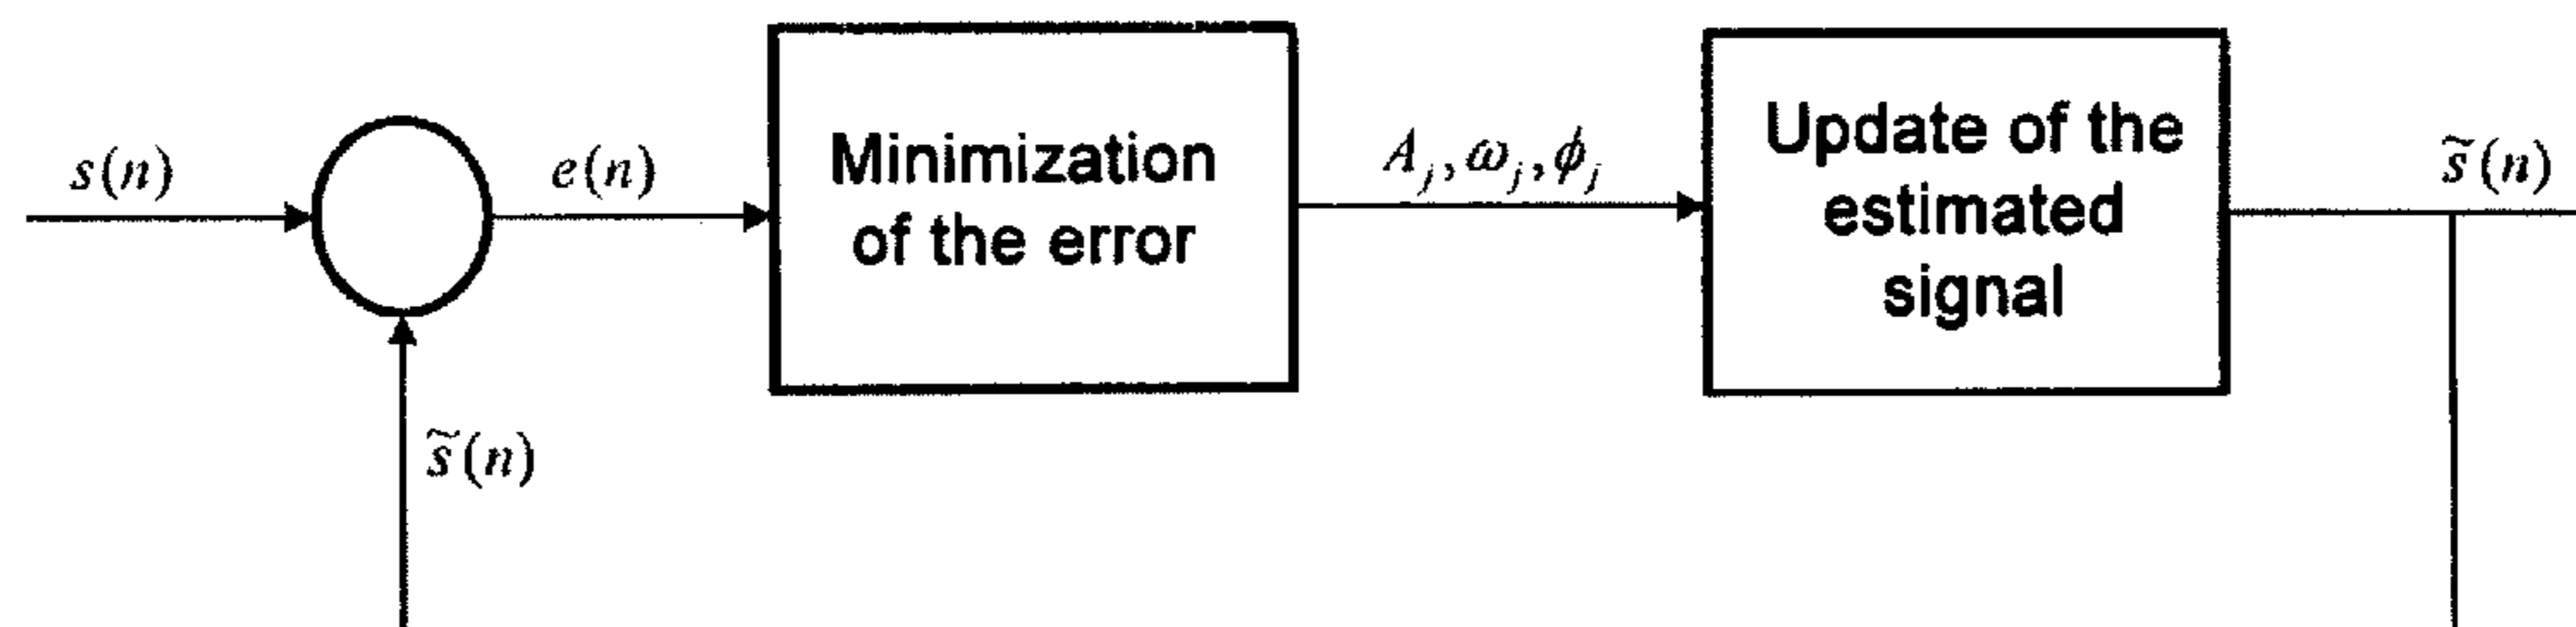 s(n)
e(n)
Minimization
of the error
A_j, ω_j, ϕ_j
Update of the
estimated
signal
s̃(n)
s̃(n)